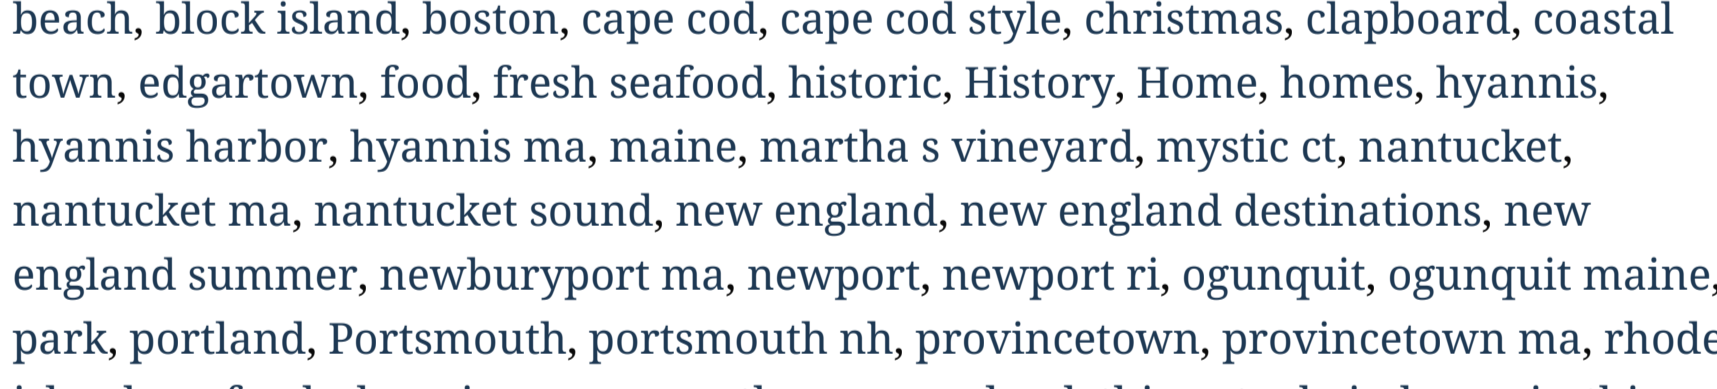 beach, block island, boston, cape cod, cape cod style, christmas, clapboard, coastal
town, edgartown, food, fresh seafood, historic, History, Home, homes, hyannis,
hyannis harbor, hyannis ma, maine, martha s vineyard, mystic ct, nantucket,
nantucket ma, nantucket sound, new england, new england destinations, new
england summer, newburyport ma, newport, newport ri, ogunquit, ogunquit maine,
park, portland, Portsmouth, portsmouth nh, provincetown, provincetown ma, rhode